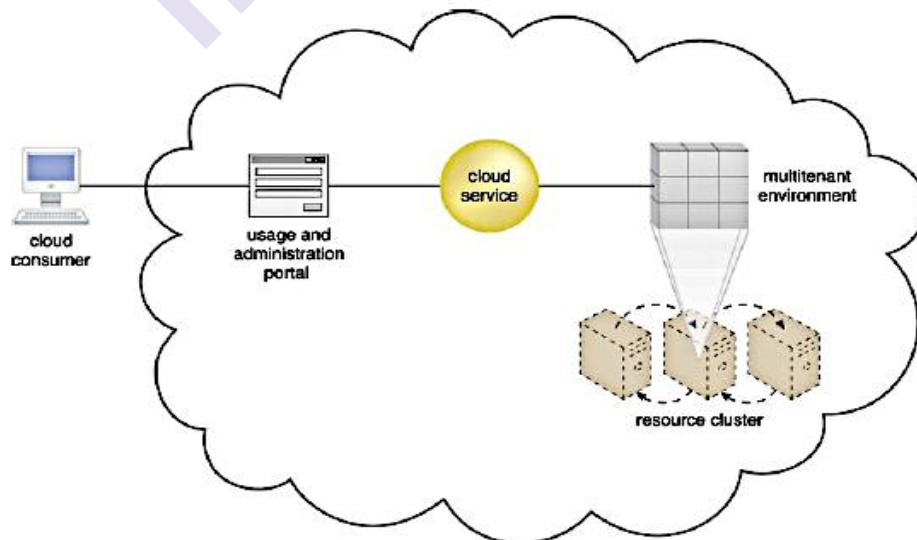 cloud
consumer
usage and
administration
portal
cloud
service
multitenant
environment
resource cluster